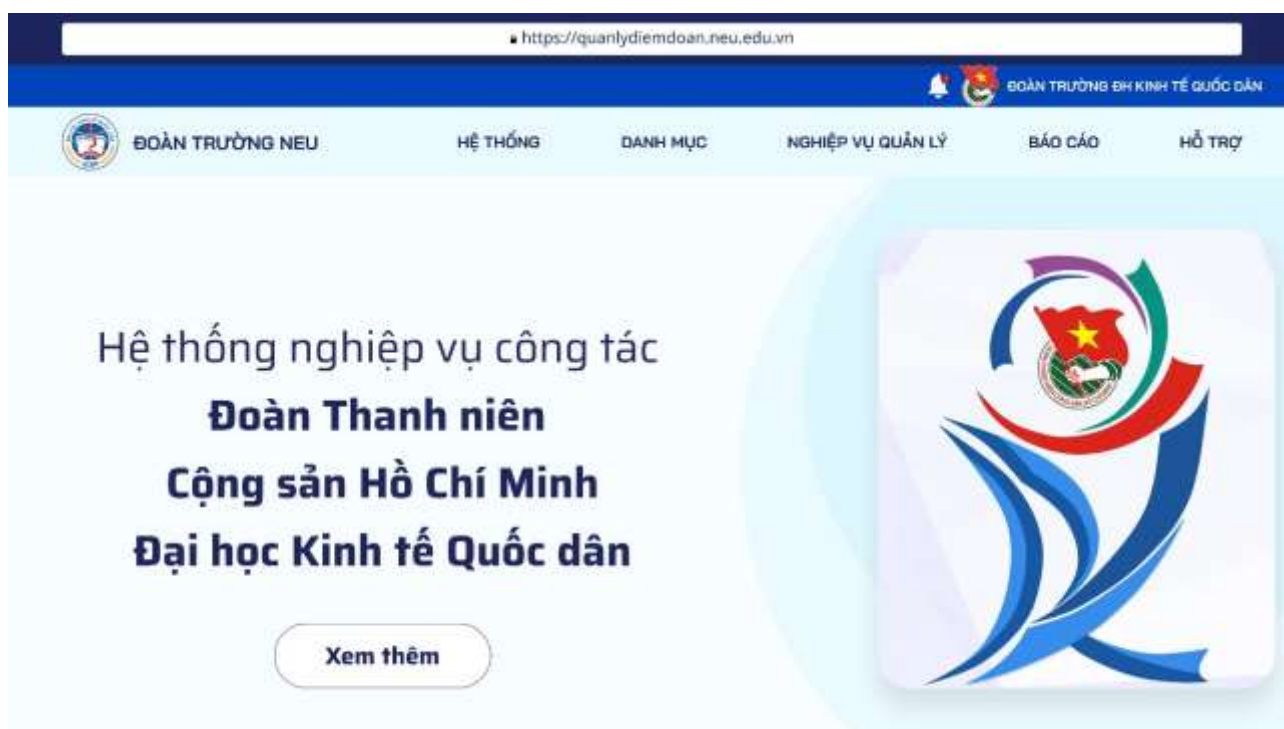 https://quanlydiemdoan.neu.edu.vn
ĐOÀN TRƯỜNG ĐH KINH TẾ QUỐC DÂN
ĐOÀN TRƯỜNG NEU HỆ THỐNG DANH MỤC NGHIỆP VỤ QUẢN LÝ BÁO CÁO HỖ TRỢ
Hệ thống nghiệp vụ công tác
Đoàn Thanh niên
Cộng sản Hồ Chí Minh
Đại học Kinh tế Quốc dân
Xem thêm